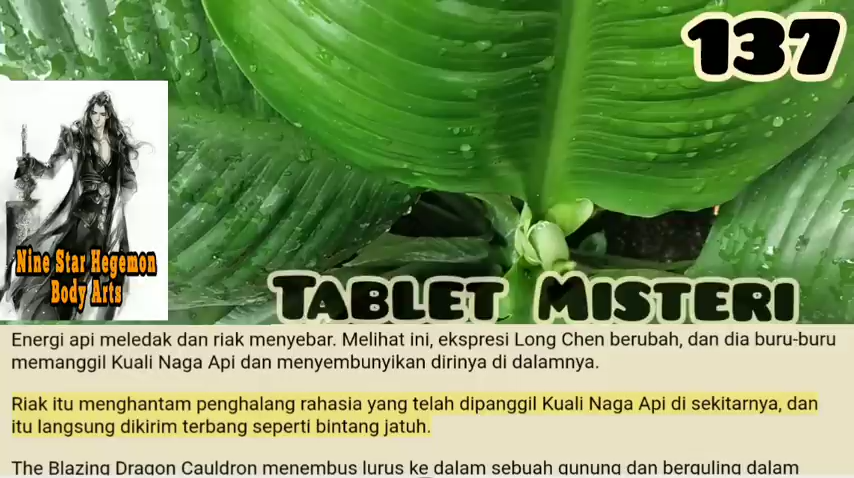 137
Nine Star Hegemon
Body Arts
TABLET MISTERI
Energi api meledak dan riak menyebar. Melihat ini, ekspresi Long Chen berubah, dan dia buru-buru
memanggil Kuali Naga Api dan menyembunyikan dirinya di dalamnya.
Riak itu menghantam penghalang rahasia yang telah dipanggil Kuali Naga Api di sekitarnya, dan
itu langsung dikirim terbang seperti bintang jatuh.
The Blazing Dragon Cauldron menembus lurus ke dalam sebuah gunung dan berguling dalam